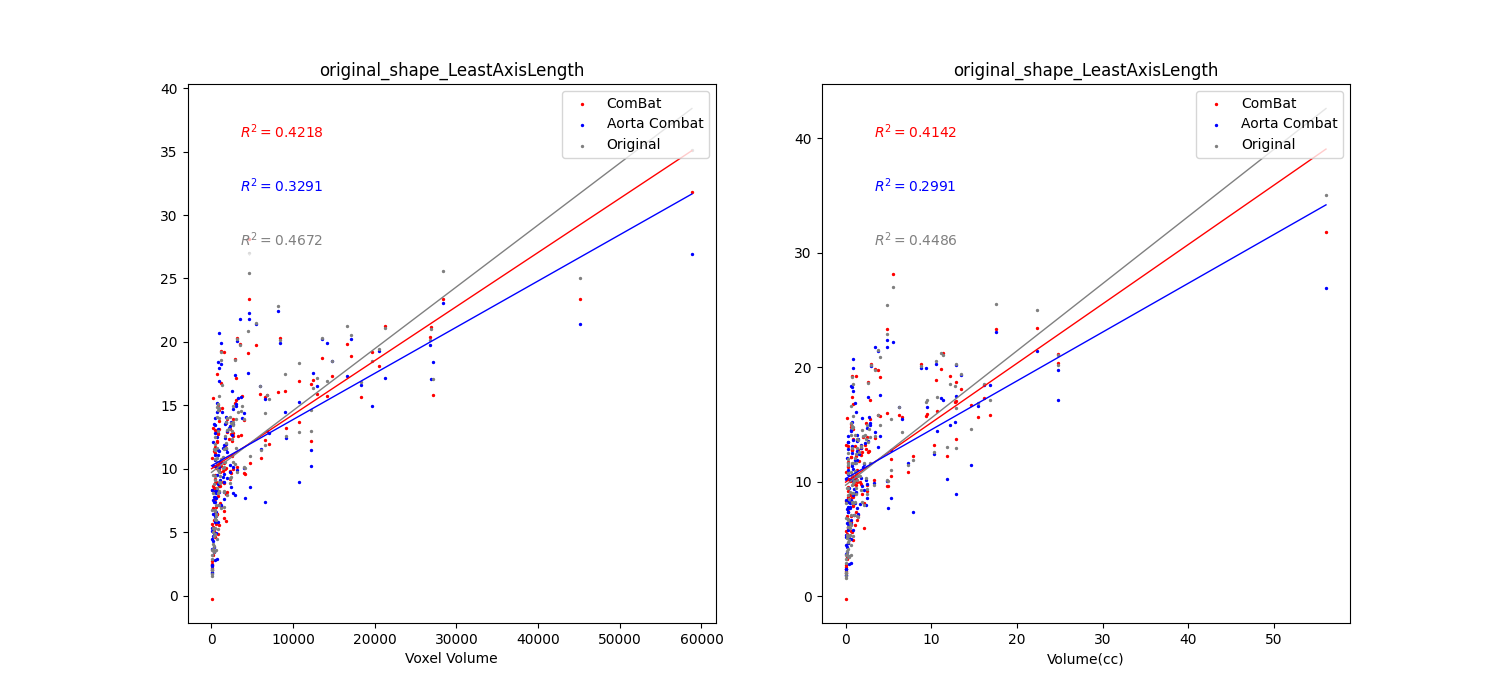 original_shape_LeastAxisLength
40
35
30
25
20
15
10
5
0
R² = 0.4218
R² = 0.3291
R² = 0.4672
ComBat
Aorta Combat
Original
0 10000 20000 30000 40000 50000 60000
Voxel Volume
original_shape_LeastAxisLength
40
30
20
10
0
R² = 0.4142
R² = 0.2991
R² = 0.4486
ComBat
Aorta Combat
Original
0 10 20 30 40 50
Volume(cc)